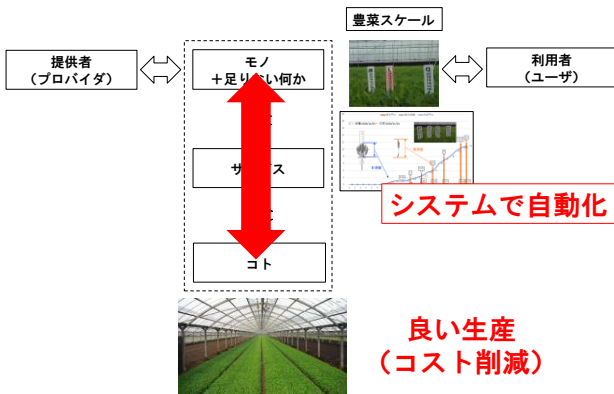 豊菜スケール
提供者
（プロバイダ）
モノ
＋足りない何か
利用者
（ユーザ）
システムで自動化
コト
良い生産
（コスト削減）